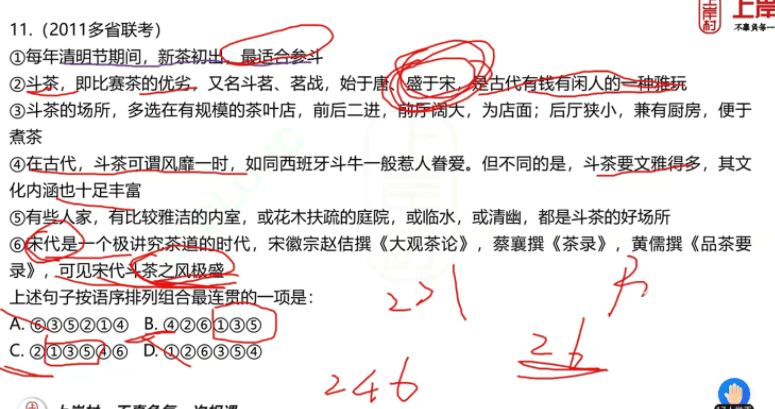 上岸村
上岸
不辜负每一
11.（2011多省联考）
①每年清明节期间，新茶初出，最适合参斗
②斗茶，即比赛茶的优劣。又名斗茗、茗战，始于唐、盛于宋，是古代有钱有闲人的一种雅玩
③斗茶的场所，多选在有规模的茶叶店，前后二进，前厅阔大，为店面；后厅狭小，兼有厨房，便于
煮茶
④在古代，斗茶可谓风靡一时，如同西班牙斗牛一般惹人眷爱。但不同的是，斗茶要文雅得多，其文
化内涵也十足丰富
⑤有些人家，有比较雅洁的内室，或花木扶疏的庭院，或临水，或清幽，都是斗茶的好场所
⑥宋代是一个极讲究茶道的时代，宋徽宗赵佶撰《大观茶论》，蔡襄撰《茶录》，黄儒撰《品茶要
录》，可见宋代斗茶之风极盛
上述句子按语序排列组合最连贯的一项是：
A. ⑥③⑤②①④ B. ④②⑥①③⑤
C. ②①③⑤④⑥ D. ①②⑥③⑤④
26
246